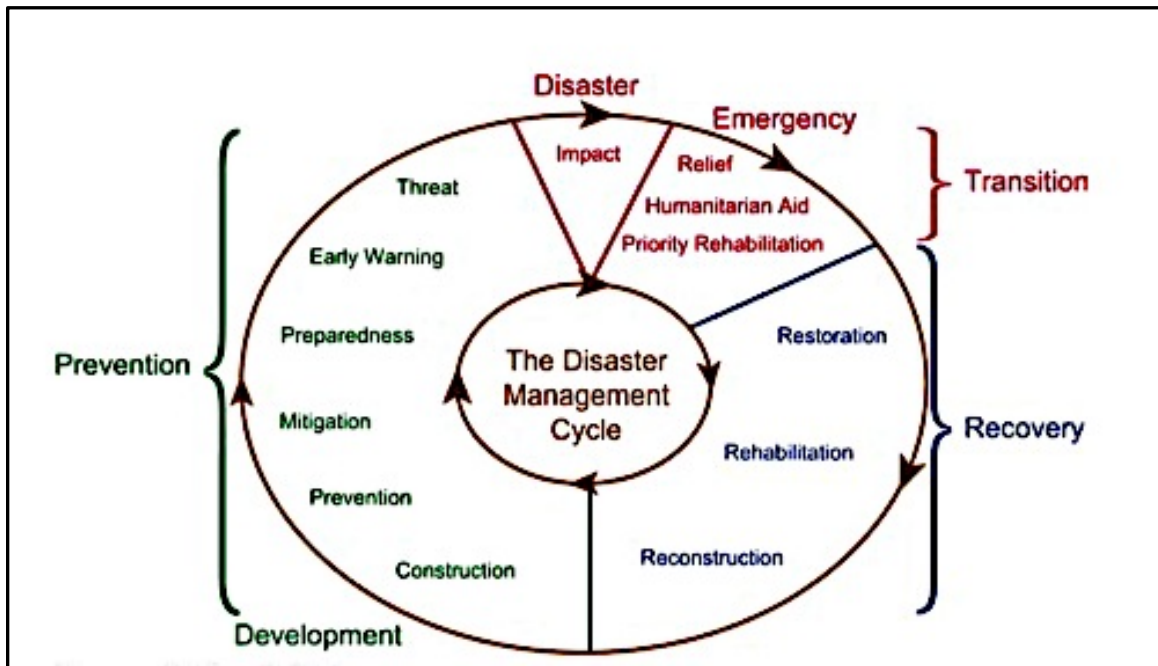 Disaster
Emergency
Impact
Relief
Threat
Transition
Humanitarian Aid
Priority Rehabilitation
Early Warning
Preparedness
Restoration
The Disaster
Management
Cycle
Prevention
Mitigation
Recovery
Rehabilitation
Prevention
Reconstruction
Construction
Development